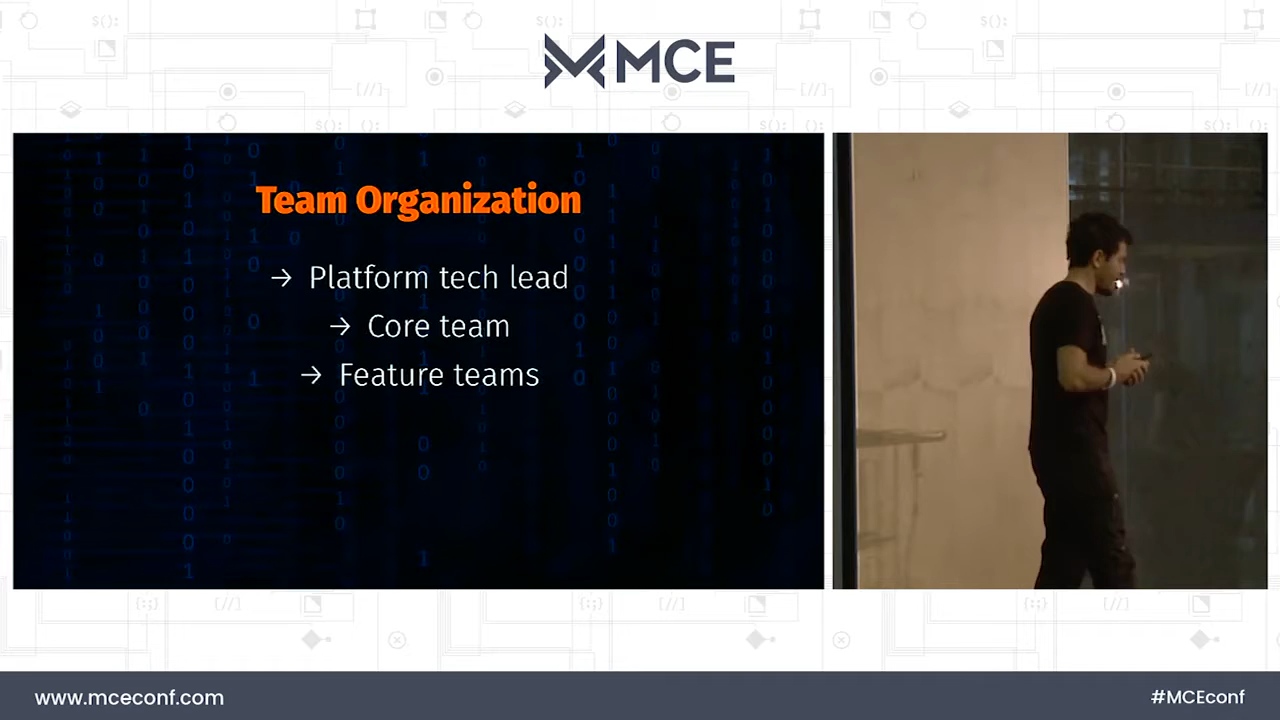 MCE
Team Organization
→ Platform tech lead
→ Core team
→ Feature teams
www.mceconf.com
#MCEconf